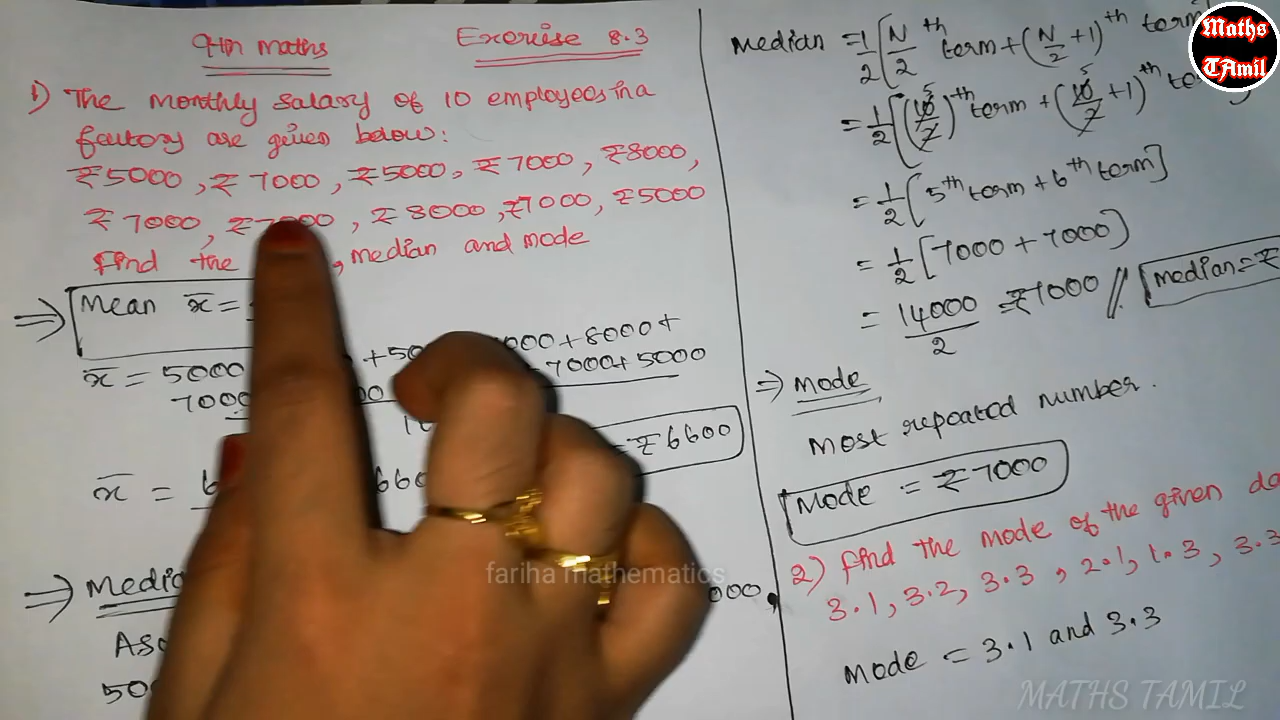 9th maths
Exercise 8.3
1) The monthly salary of 10 employees in a
factory are given below:
₹5000, ₹7000, ₹5000, ₹7000, ₹8000,
₹7000, ₹7000, ₹8000, ₹7000, ₹5000
Find the , median and mode
⇒ Mean x̄ =
x̄ = 5000 000 + 8000 +
7000 7000 + 5000
x̄ = = ₹6600
⇒
000,
Median = 1/2 [N/2 th term + (N/2 + 1)th term
= 1/2 [(10/2)th term + (10/2 + 1)th
= 1/2 [5th term + 6th term]
= 1/2 [7000 + 7000)
= 14000/2 = ₹7000 // median = ₹
⇒ Mode
Most repeated number.
Mode = ₹7000
2) Find the mode of the given
3.1, 3.2, 3.3, 2.1, 1.3, 3.3
Mode = 3.1 and 3.3
Maths
TAmil
fariha mathematics
MATHS TAMIL